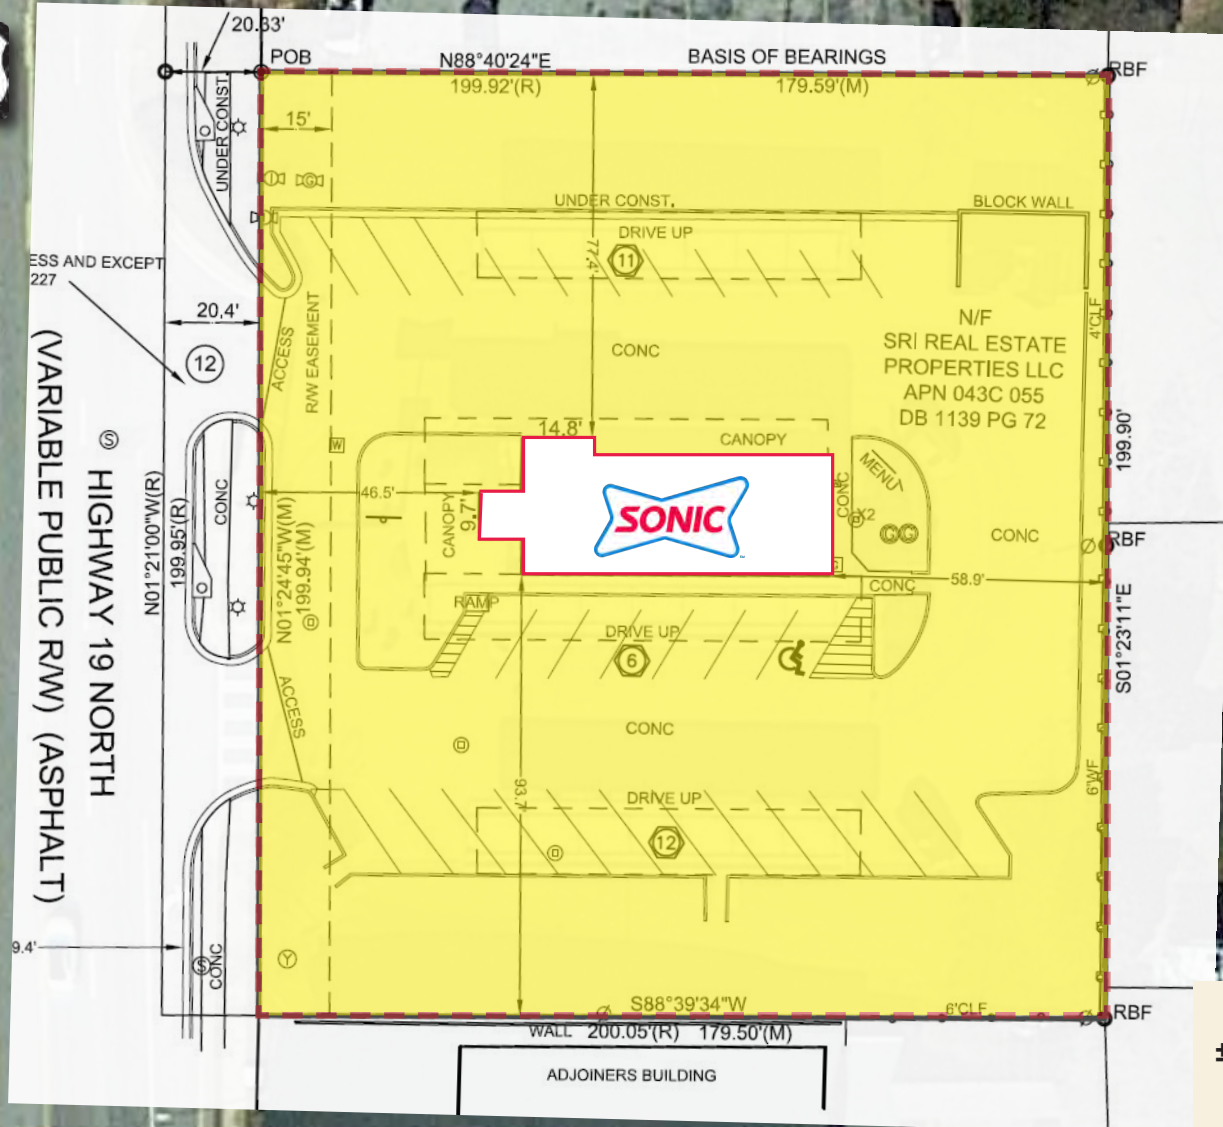 20.33'
POB
N88°40'24"E
BASIS OF BEARINGS
RBF
199.92'(R)
179.59'(M)
15'
UNDER CONST
UNDER CONST.
BLOCK WALL
DRIVE UP
11
77.4'
ESS AND EXCEPT
227
20.4'
12
ACCESS
R/W EASEMENT
CONC
N/F
SRI REAL ESTATE
PROPERTIES LLC
APN 043C 055
DB 1139 PG 72
4'CLF
199.90'
14.8'
CANOPY
W
S
MENU
CONC
46.5'
CANOPY
9.7'
SONIC
X2
G G
CONC
RBF
(VARIABLE PUBLIC R/W) (ASPHALT)
HIGHWAY 19 NORTH
N01°21'00"W(R)
199.95'(R)
CONC
N01°24'45"W(M)
199.94'(M)
CONC
58.9'
S01°23'11"E
RAMP
DRIVE UP
6
ACCESS
CONC
93.7'
DRIVE UP
12
6'WF
9.4'
S
CONC
Y
S88°39'34"W
6'CLF
RBF
WALL
200.05'(R)
179.50'(M)
ADJOINERS BUILDING